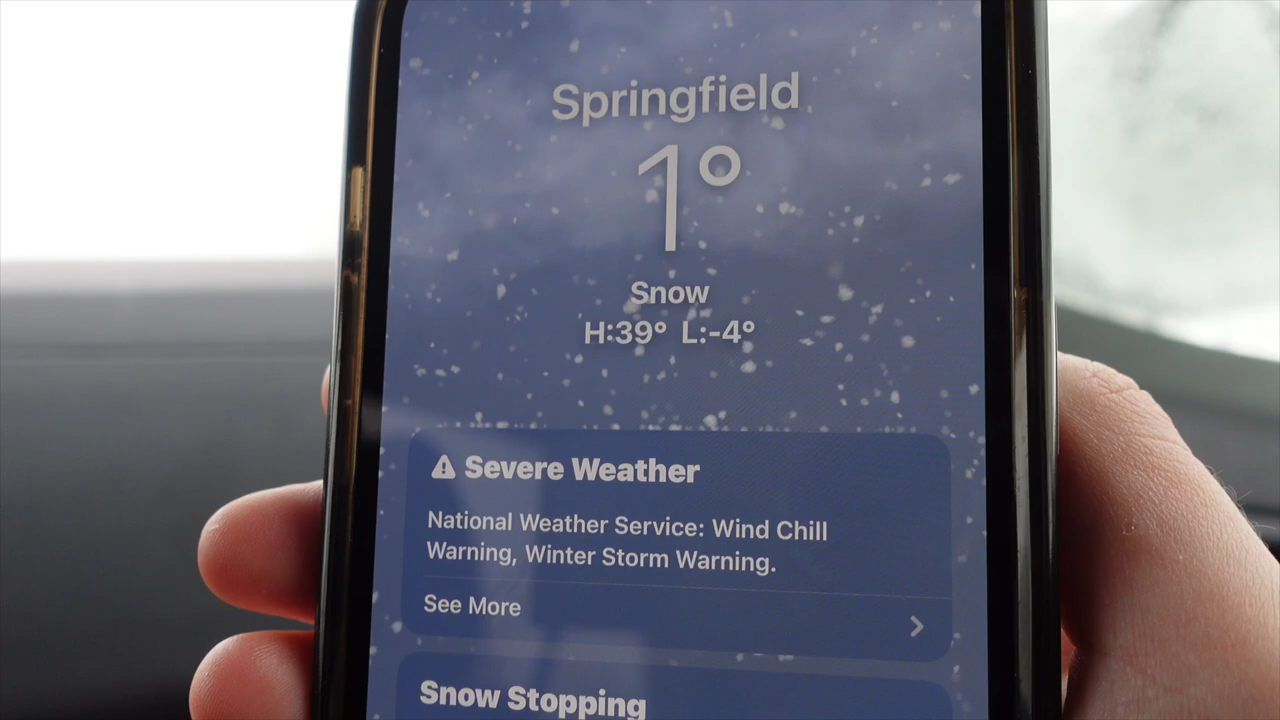 Springfield
1°
Snow
H:39° L:-4°
Severe Weather
National Weather Service: Wind Chill
Warning, Winter Storm Warning.
See More
Snow Stopping